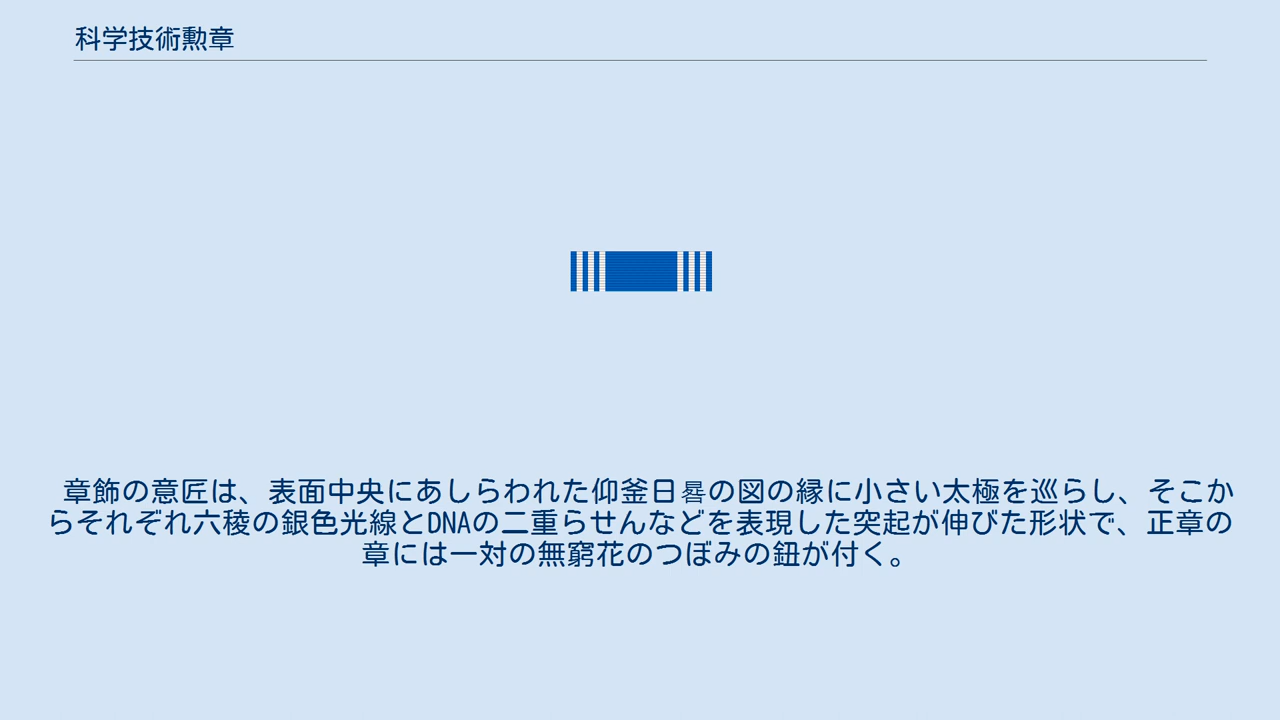 科学技術勲章
章飾の意匠は、表面中央にあしらわれた仰釜日晷の図の縁に小さい太極を巡らし、そこか
らそれぞれ六稜の銀色光線とDNAの二重らせんなどを表現した突起が伸びた形状で、正章の
章には一対の無窮花のつぼみの鈕が付く。